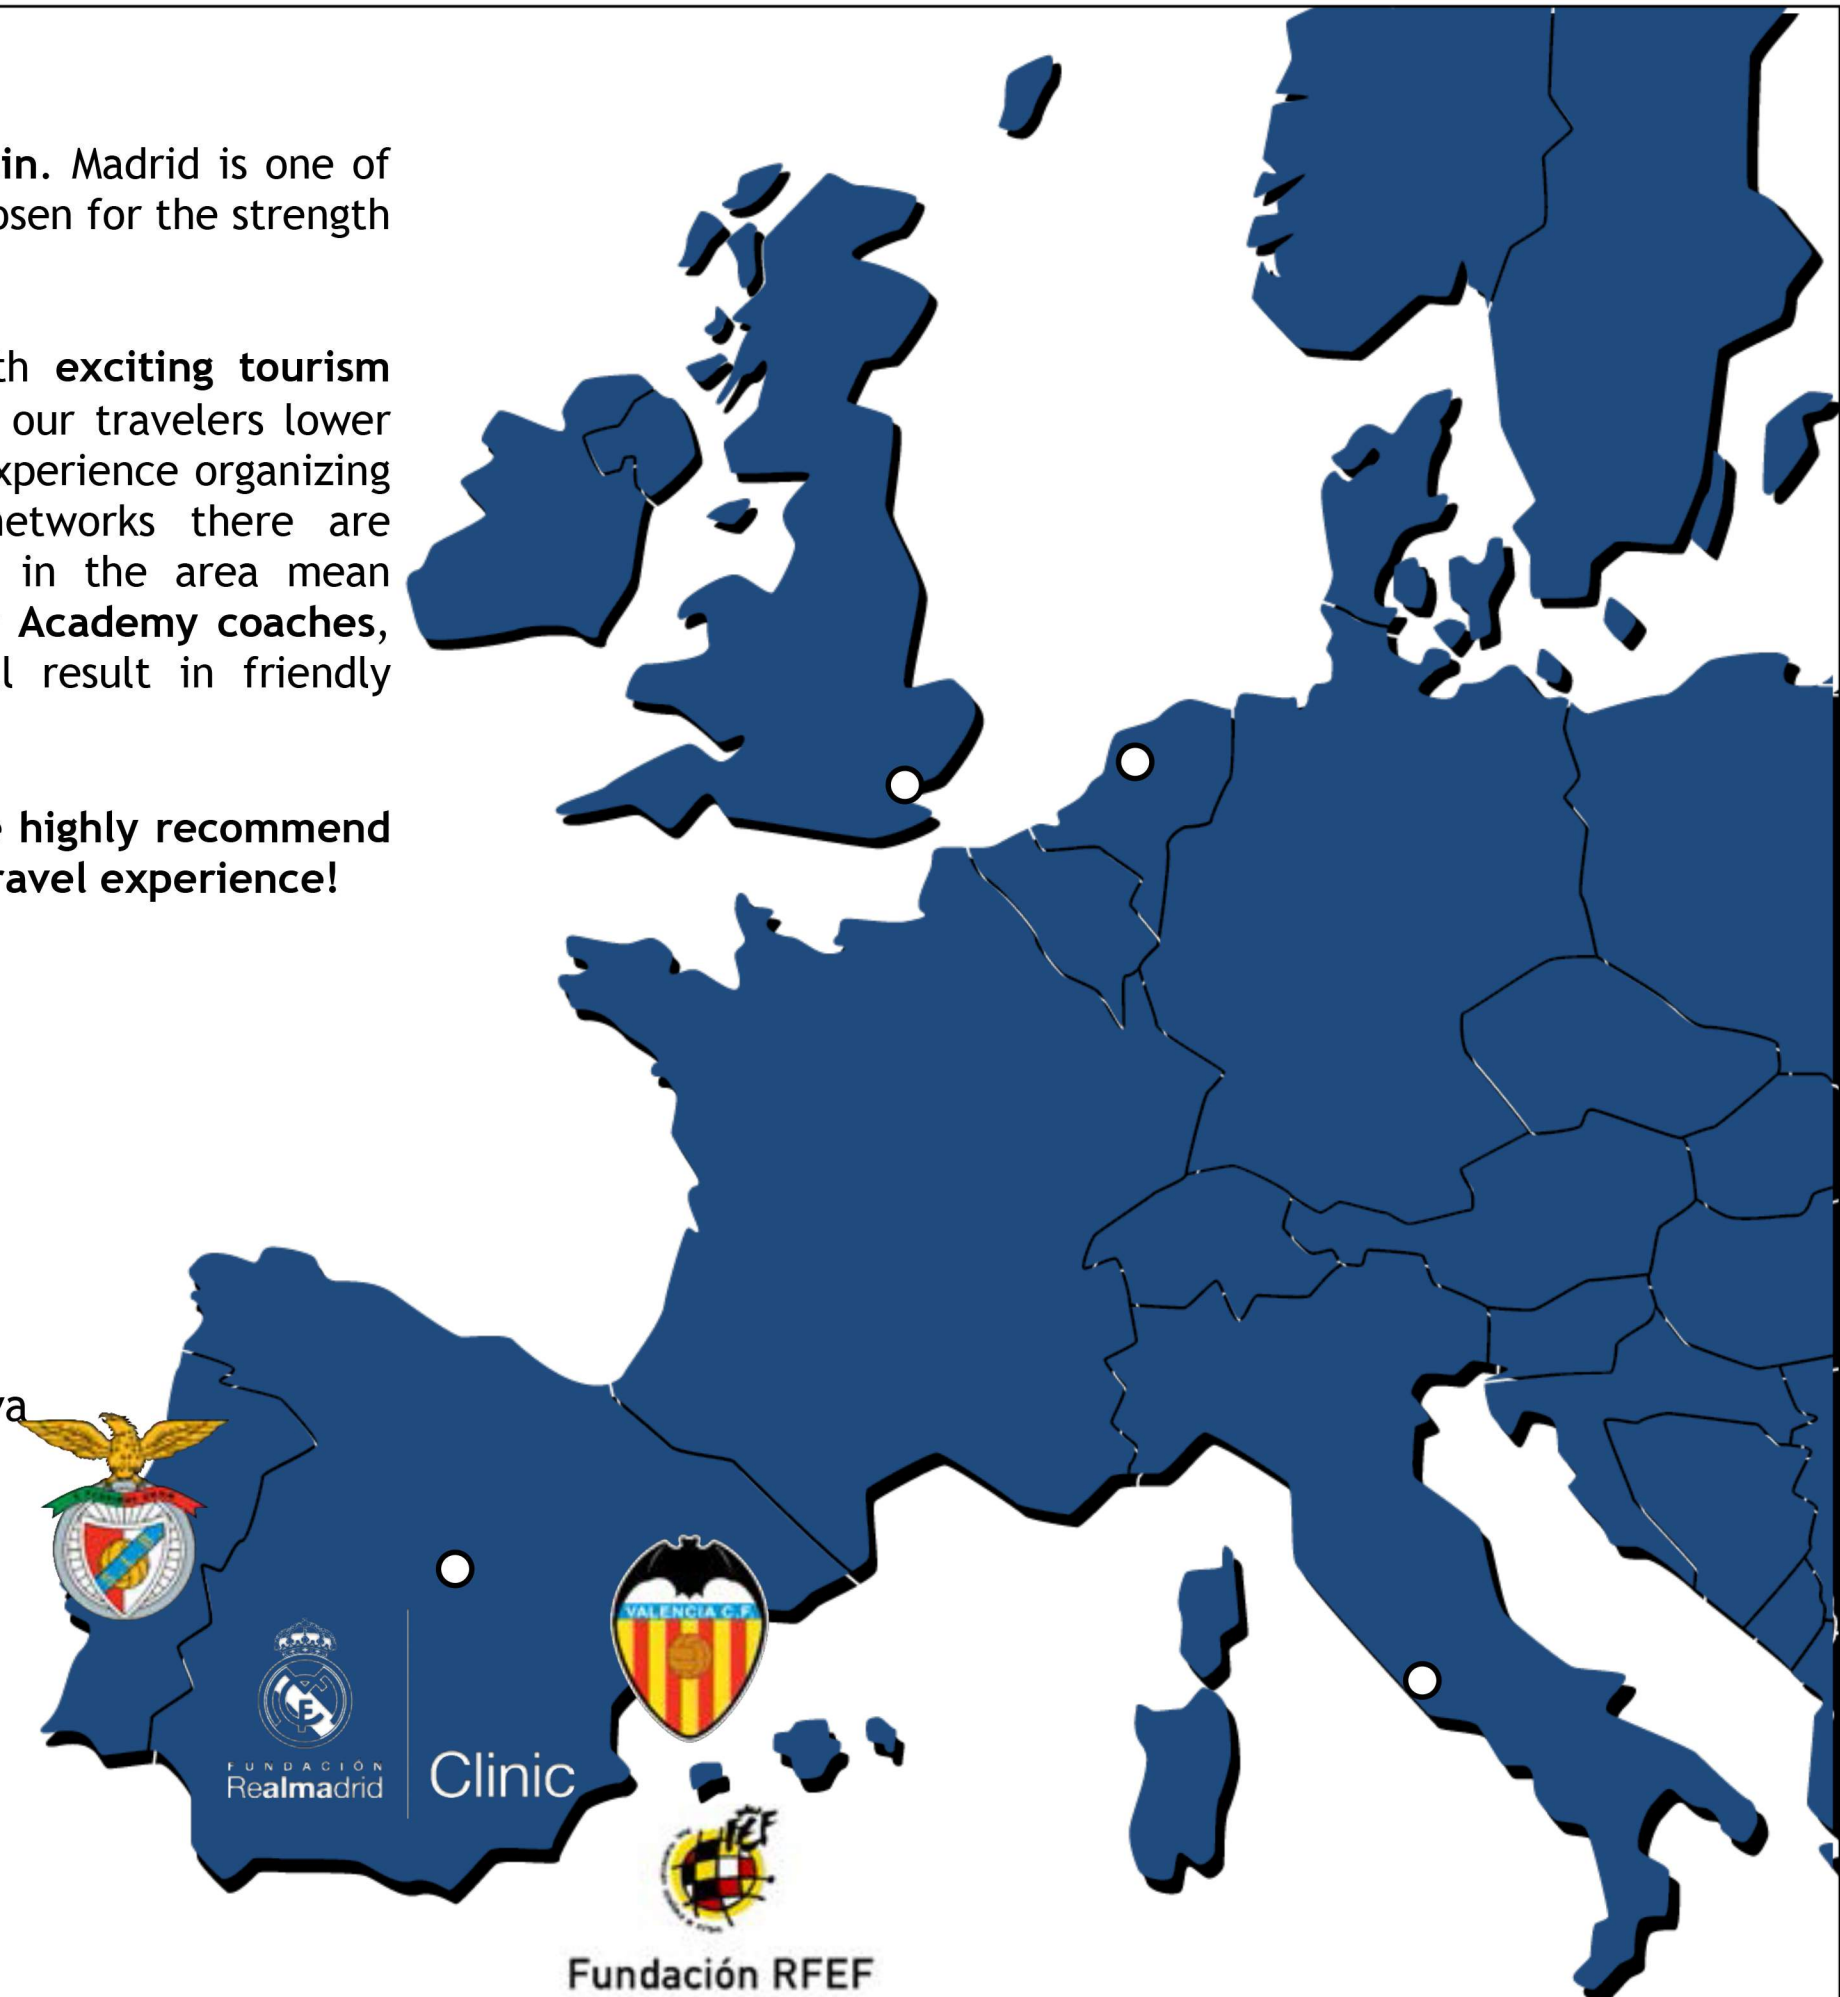 in. Madrid is one of
osen for the strength
th exciting tourism
our travelers lower
xperience organizing
networks there are
in the area mean
Academy coaches,
l result in friendly
e highly recommend
ravel experience!
va
VALENCIA C.F.
FUNDACIÓN
Realmadrid
Clinic
RFEF
Fundación RFEF